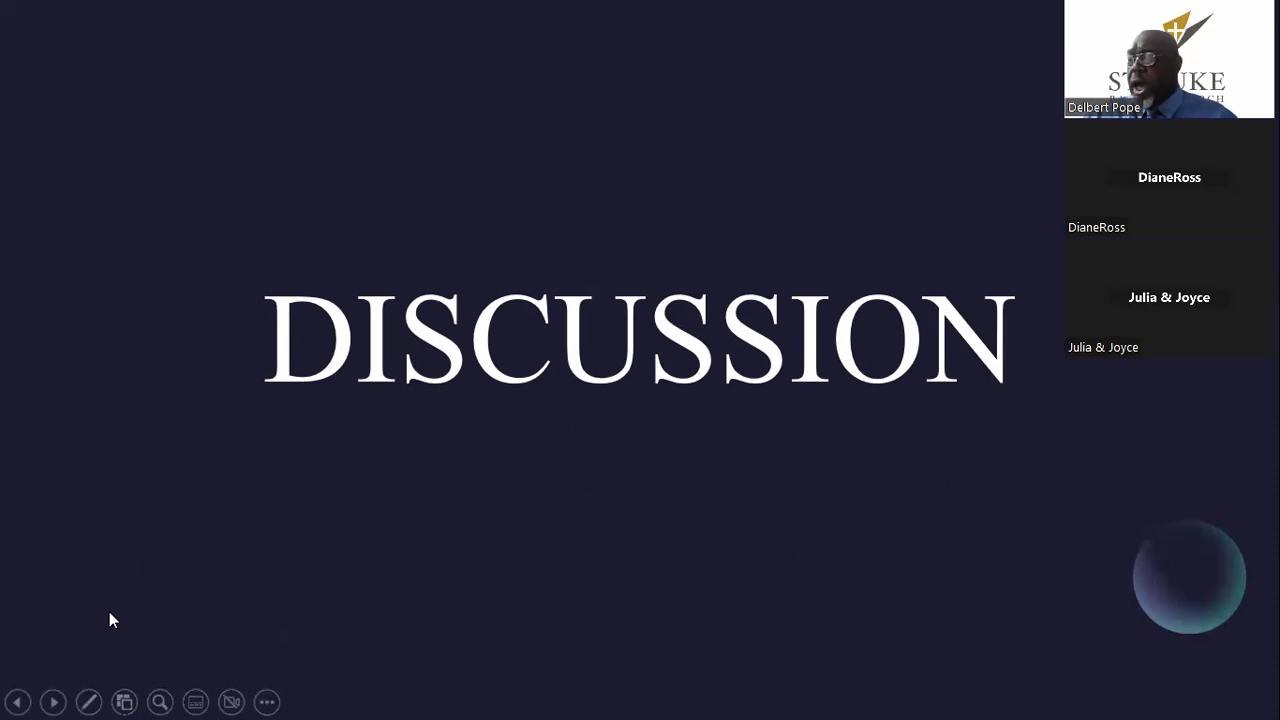 DISCUSSION
Delbert Pope
DianeRoss
DianeRoss
Julia & Joyce
Julia & Joyce